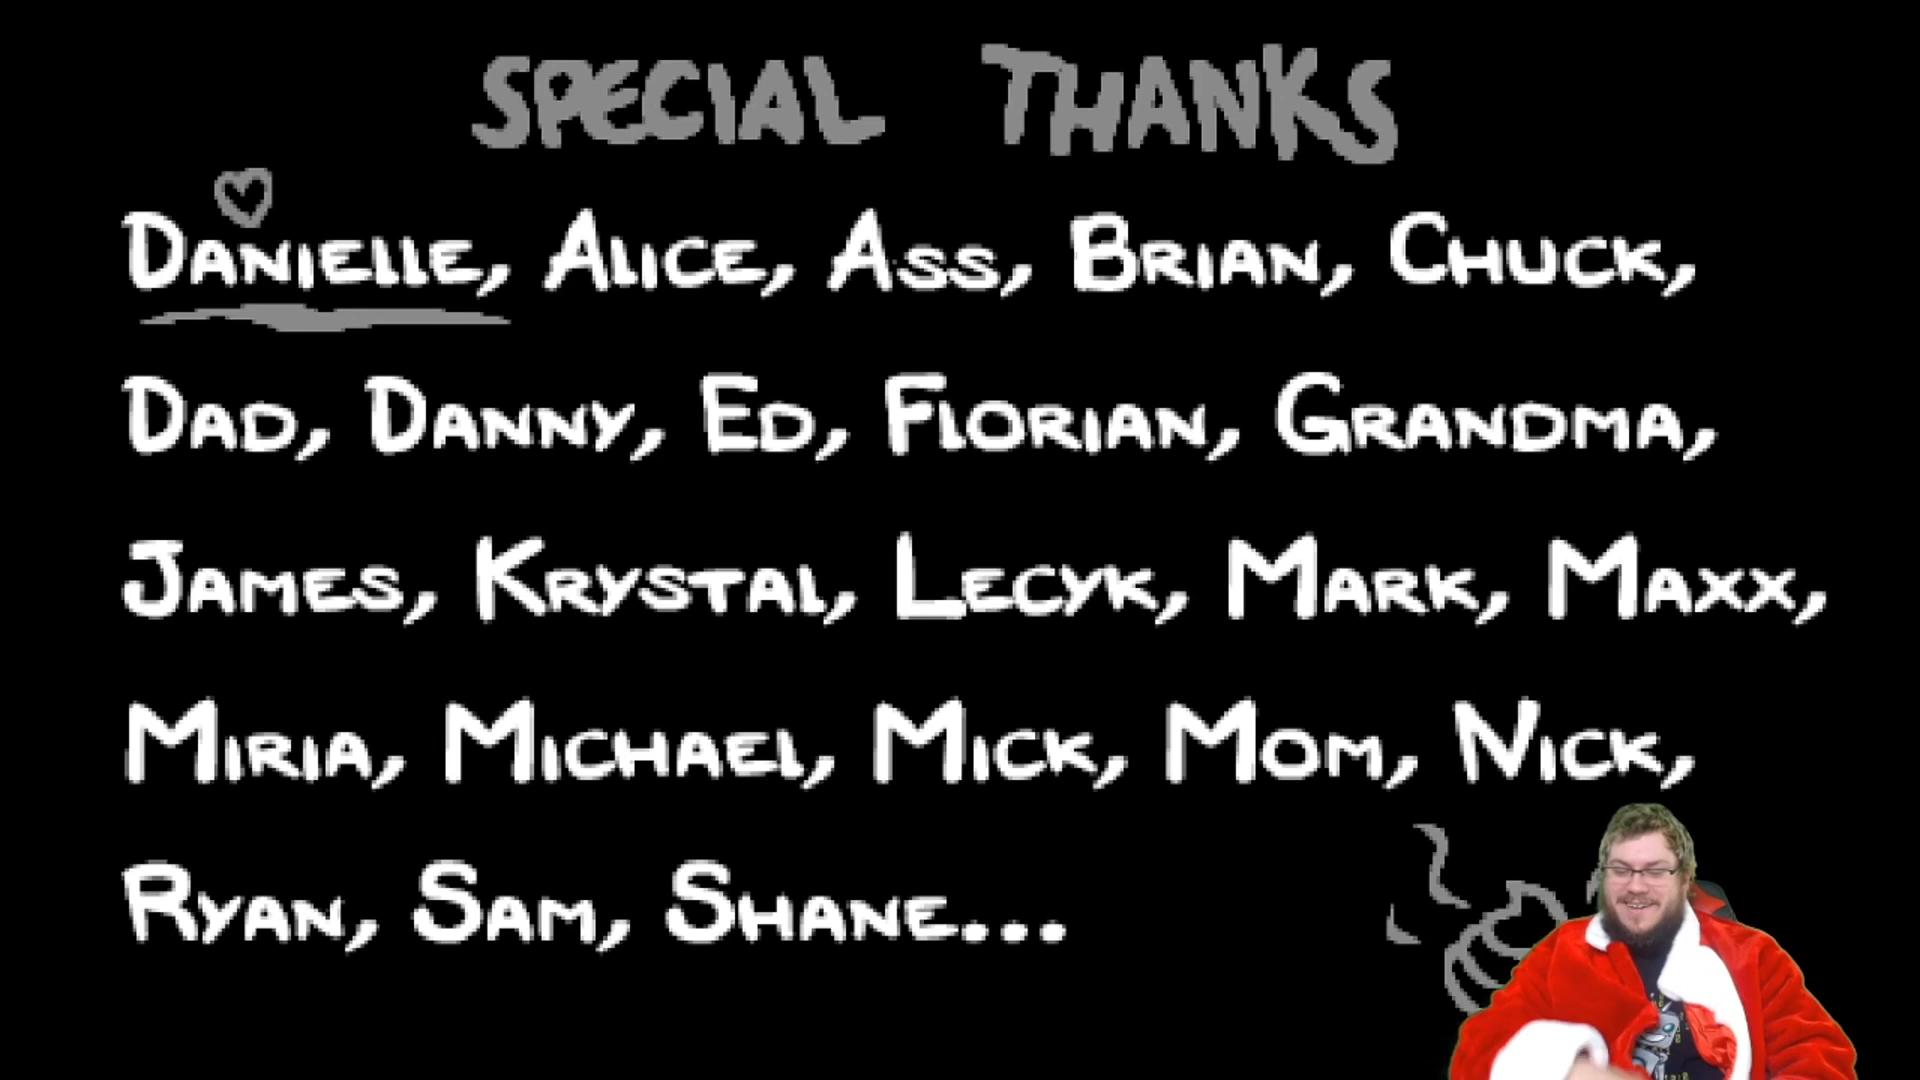 SPECIAL THANKS
Danielle, Alice, Ass, Brian, Chuck,
Dad, Danny, Ed, Florian, Grandma,
James, Krystal, Lecyk, Mark, Maxx,
Miria, Michael, Mick, Mom, Nick,
Ryan, Sam, Shane...